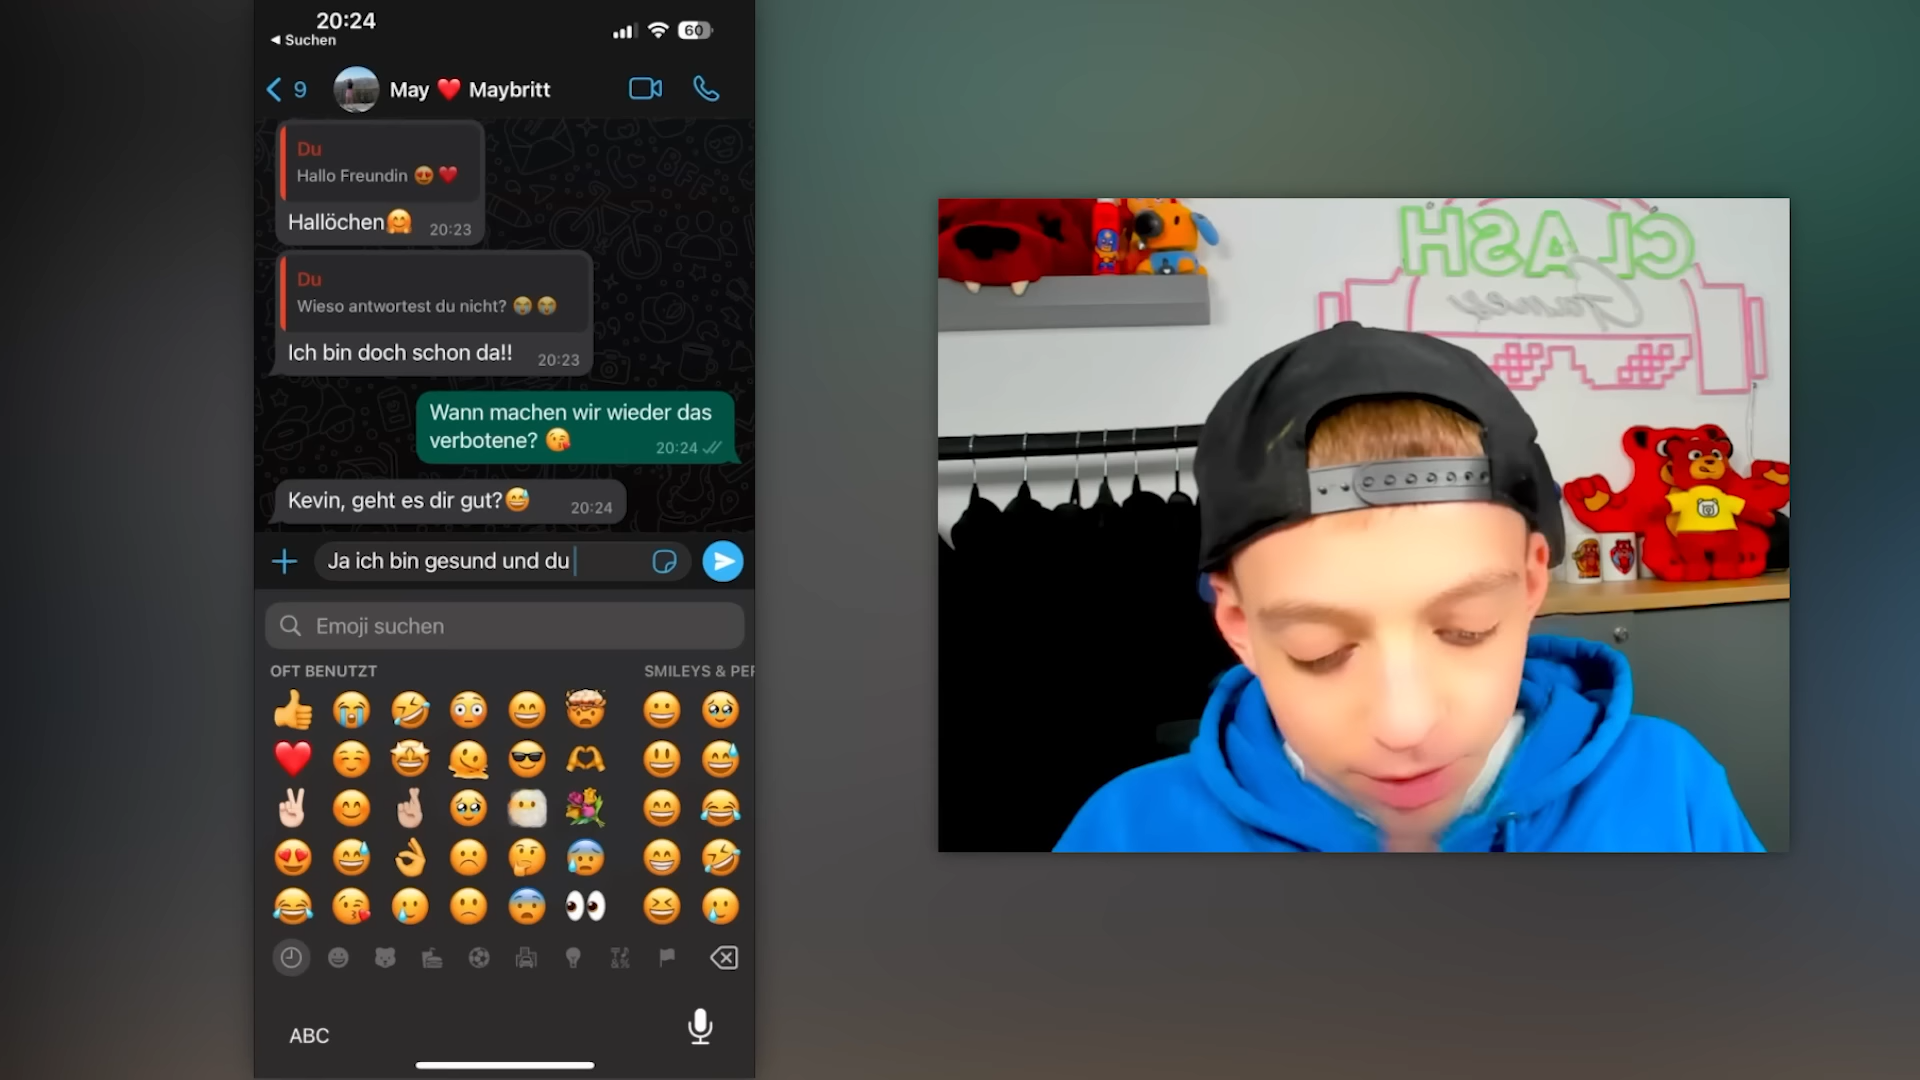 20:24
◀ Suchen
60
9
May ❤️ Maybritt
Du
Hallo Freundin 😍❤️
Hallöchen🤗 20:23
Du
Wieso antwortest du nicht? 😭😭
Ich bin doch schon da!! 20:23
Wann machen wir wieder das
verbotene? 😘 20:24
Kevin, geht es dir gut?😅 20:24
Ja ich bin gesund und du
Emoji suchen
OFT BENUTZT
SMILEYS & PER
ABC
CLASH
Games